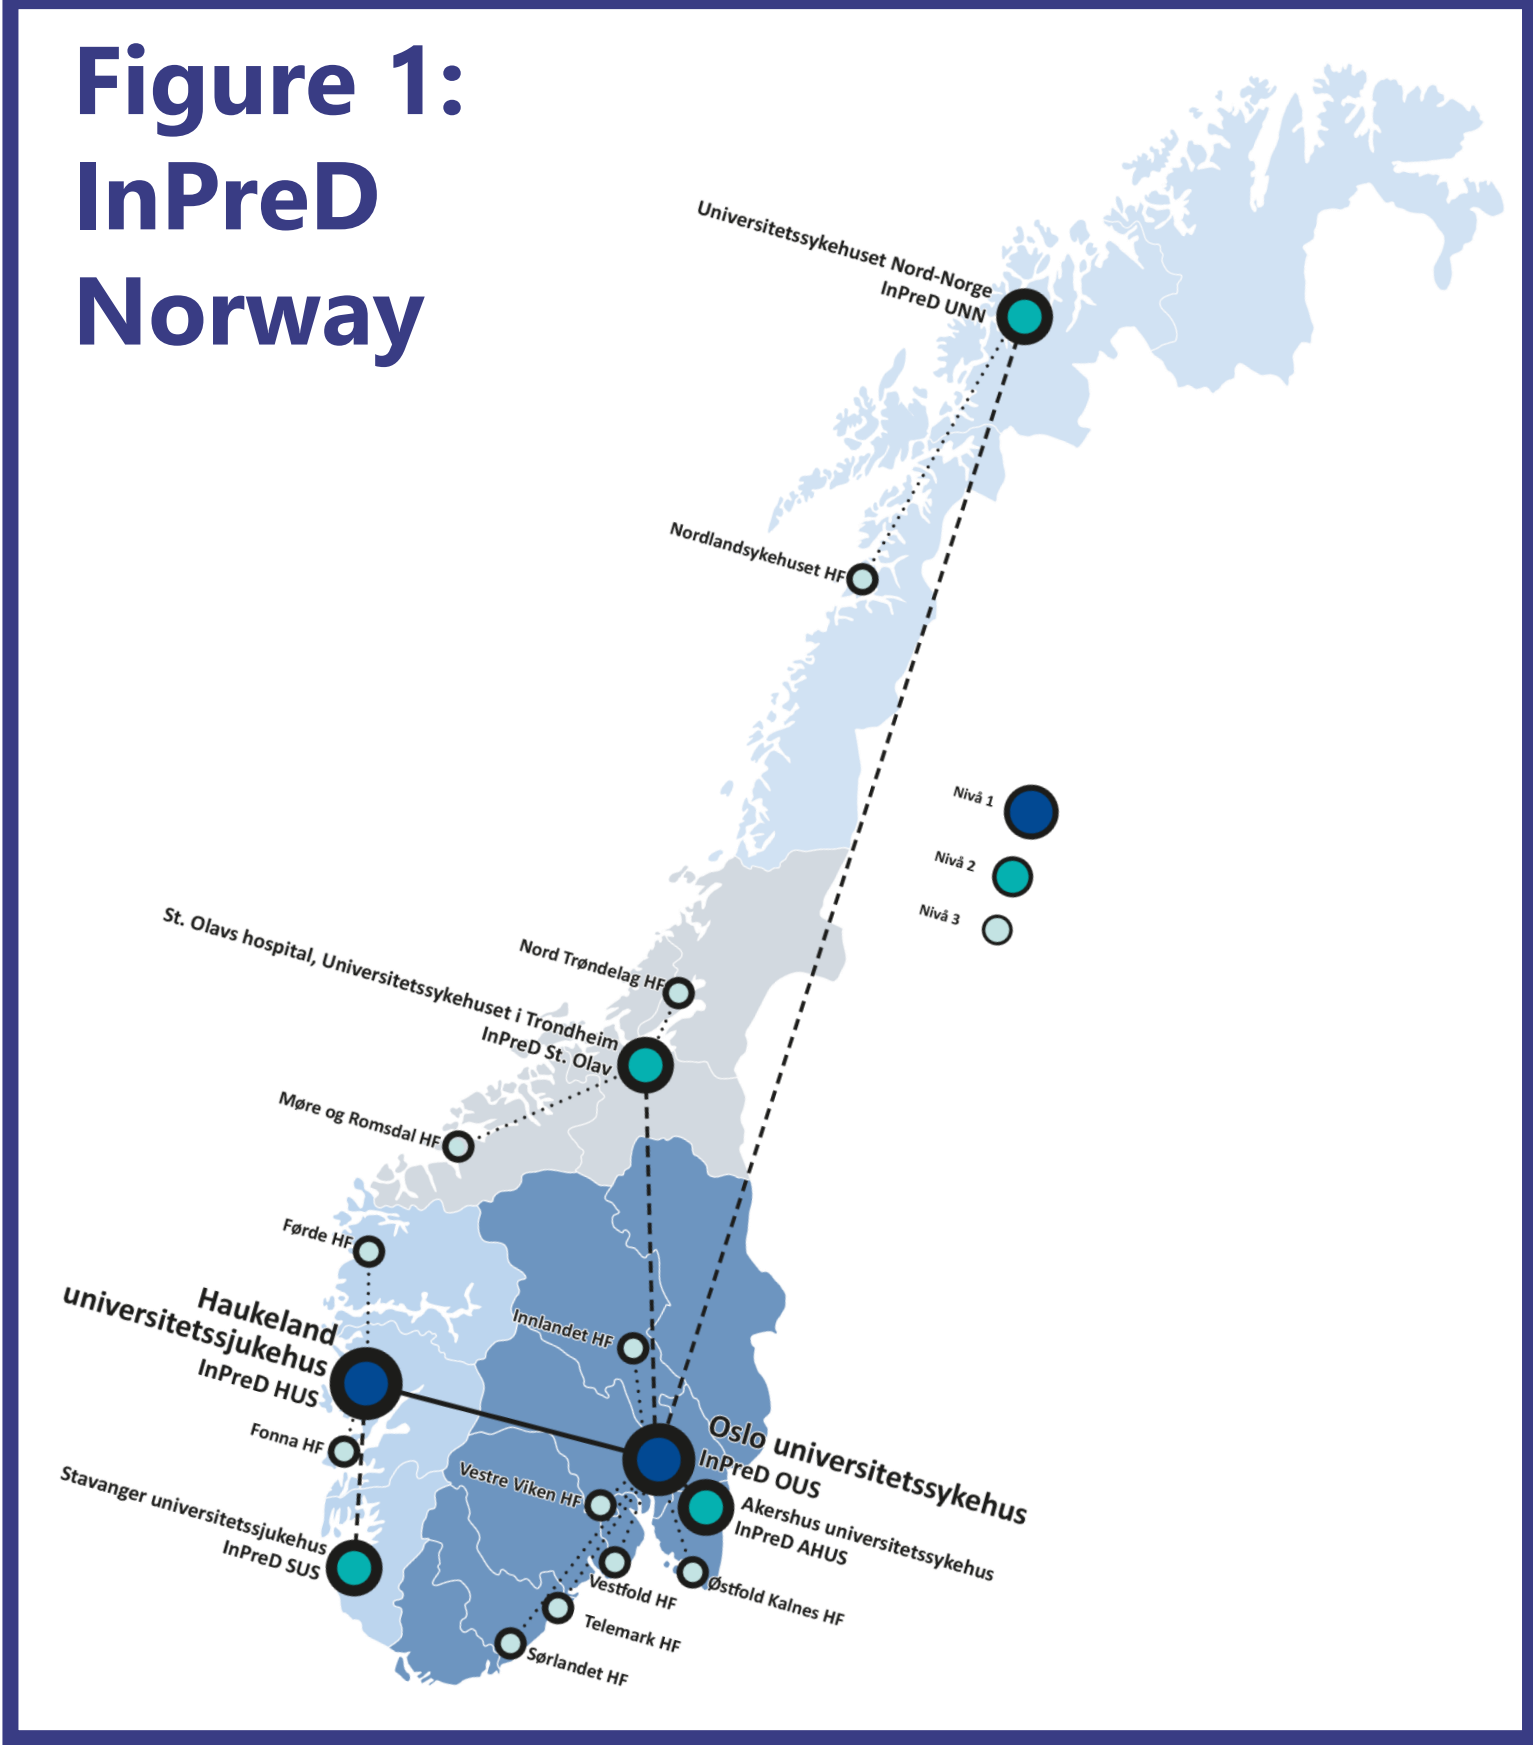 Figure 1:
InPreD
Norway
Universitetssykehuset Nord-Norge
InPreD UNN
Nordlandsykehuset HF
Nivå 1
Nivå 2
Nivå 3
St. Olavs hospital, Universitetssykehuset i Trondheim
InPreD St. Olav
Nord Trøndelag HF
Møre og Romsdal HF
Førde HF
Haukeland
universitetssjukehus
InPreD HUS
Innlandet HF
Fonna HF
Oslo universitetssykehus
InPreD OUS
Vestre Viken HF
Stavanger universitetssjukehus
InPreD SUS
Akershus universitetssykehus
InPreD AHUS
Vestfold HF
Østfold Kalnes HF
Telemark HF
Sørlandet HF